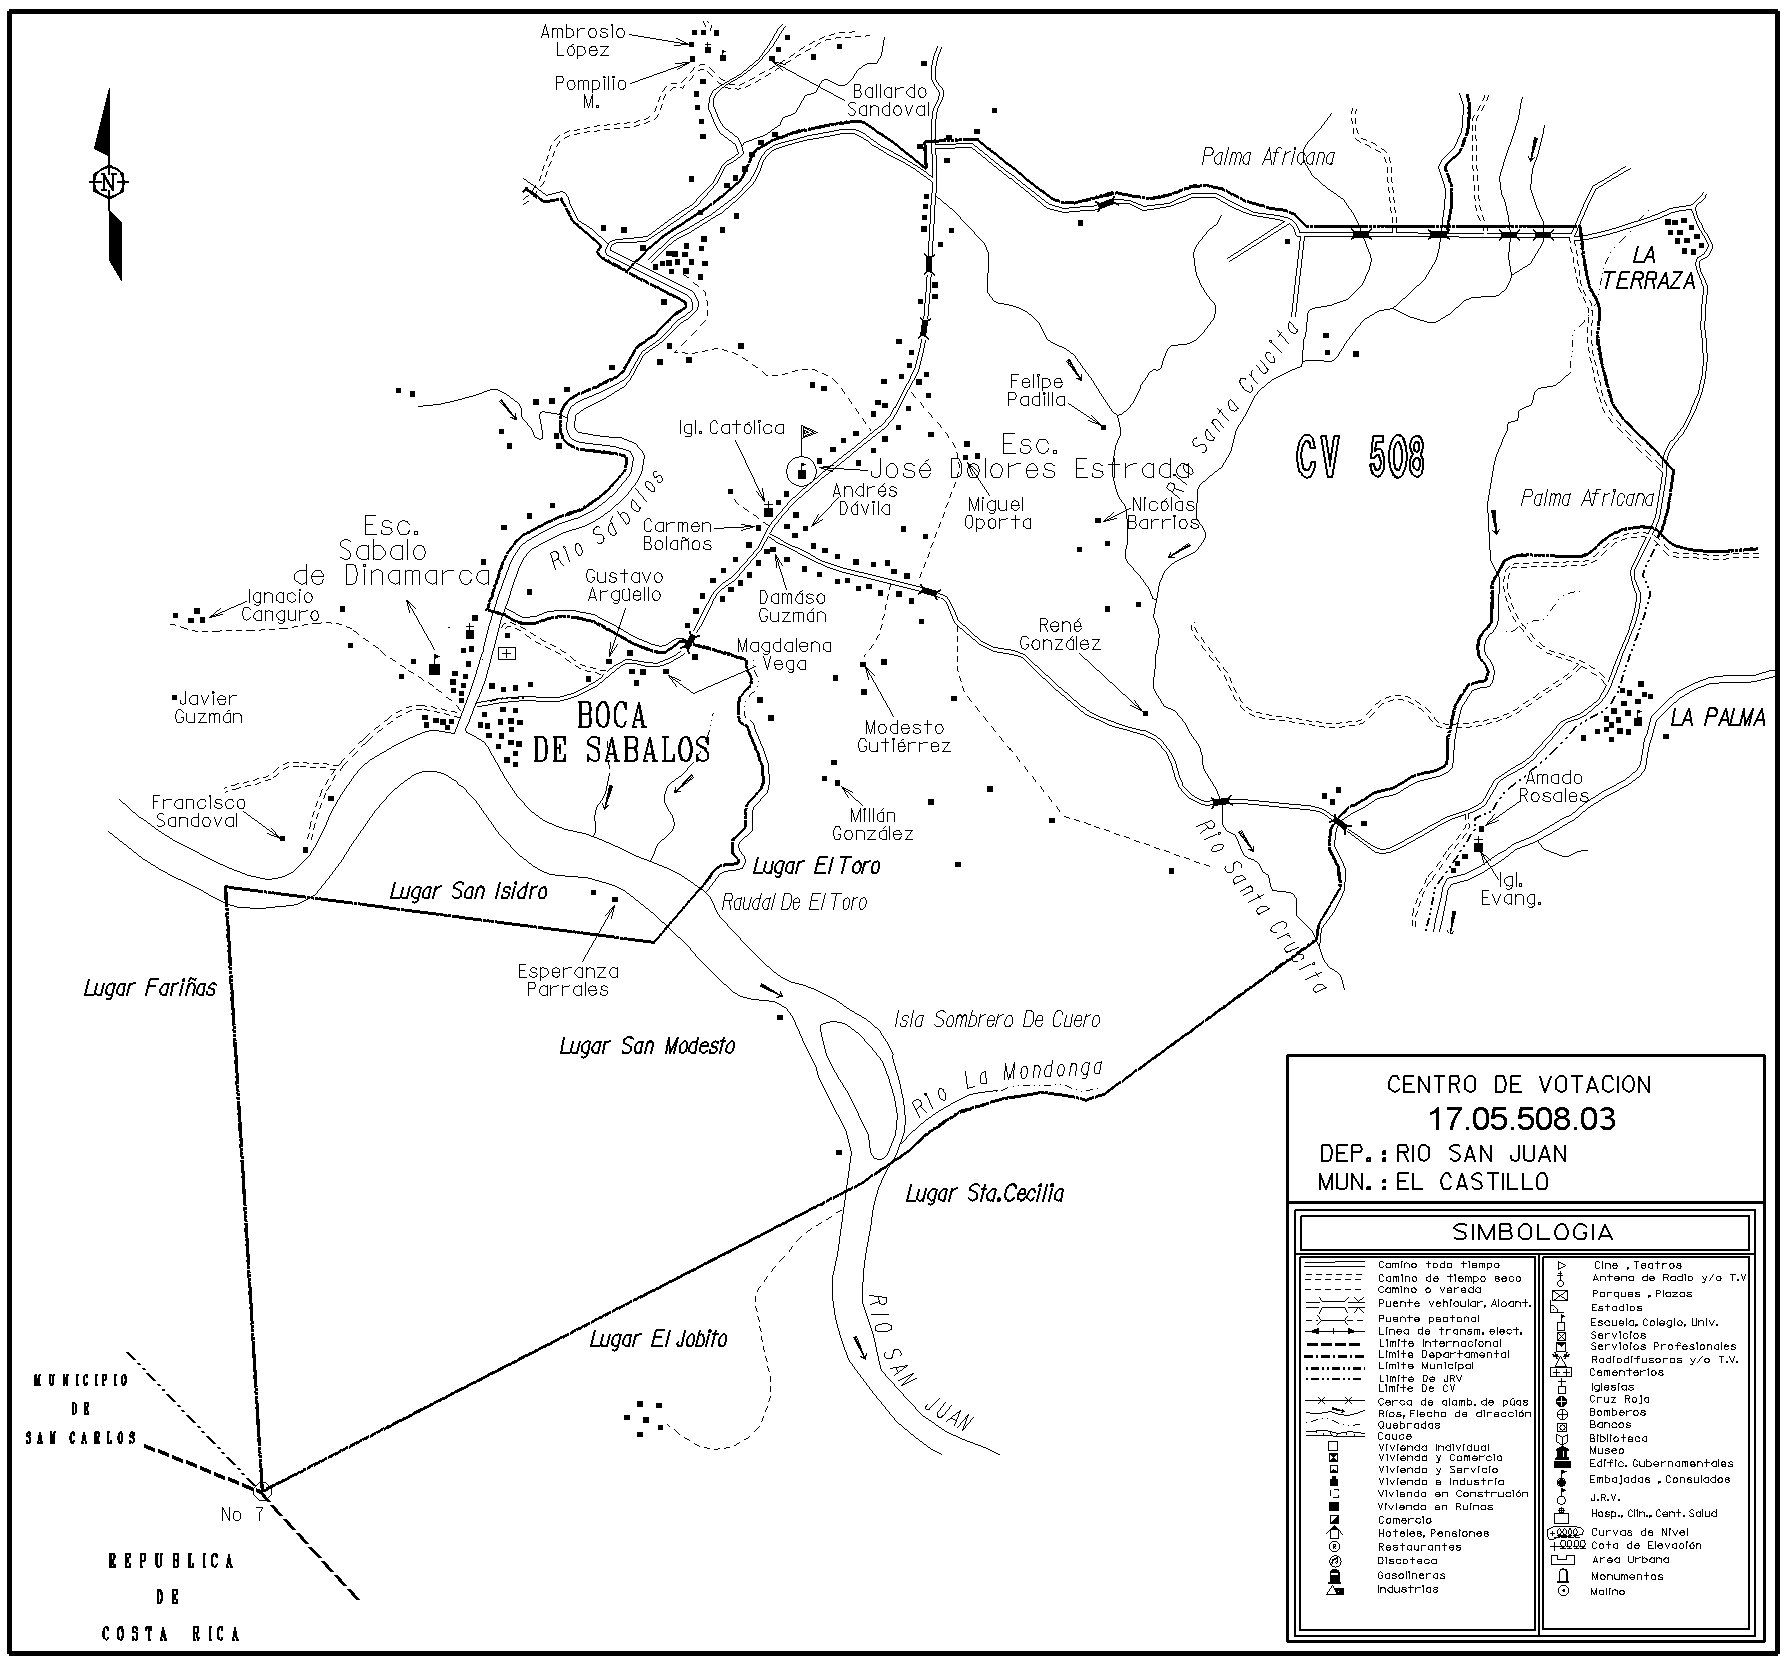 Ambrosio
López
Pompilio
M.
Ballardo
Sandoval
Palma Africana
N
LA
TERRAZA
Felipe
Padilla
Rio Santa Crucita
Igl. Católica
Esc.
José Dolores Estrada
CV 508
Andrés
Dávila
Miguel
Oporta
Nicolás
Barrios
Palma Africana
Carmen
Bolaños
Rio Sábalos
Esc.
Sabalo
de Dinamarca
Gustavo
Argüello
Ignacio
Canguro
Damáso
Guzmán
René
González
Magdalena
Vega
Javier
Guzmán
BOCA
DE SABALOS
Modesto
Gutiérrez
LA PALMA
Francisco
Sandoval
Millán
González
Amado
Rosales
Rio Santa Crucita
Lugar El Toro
Lugar San Isidro
Raudal De El Toro
Igl.
Evang.
Esperanza
Parrales
Lugar Fariñas
Isla Sombrero De Cuero
Lugar San Modesto
Rio La Mondonga
Lugar Sta.Cecilia
Lugar El Jobito
RIO SAN JUAN
MUNICIPIO
DE
SAN CARLOS
No 7
REPUBLICA
DE
COSTA RICA
CENTRO DE VOTACION
17.05.508.03
DEP.: RIO SAN JUAN
MUN.: EL CASTILLO
SIMBOLOGIA
Camino todo tiempo
Camino de tiempo seco
Camino o vereda
Puente vehicular, Alcant.
Puente peatonal
Linea de transm. elect.
Limite Internacional
Limite Departamental
Limite Municipal
Limite De JRV
Limite De CV
Cerca de alamb. de púas
Rios, Flecha de dirección
Quebradas
Cauce
Vivienda Individual
Vivienda y Comercio
Vivienda y Servicio
Vivienda e Industria
Vivienda en Construción
Vivienda en Ruinas
Comercio
Hoteles, Pensiones
Restaurantes
Discoteca
Gasolineras
Industrias
Cine , Teatros
Antena de Radio y/o T.V
Parques , Plazas
Estadios
Escuela, Colegio, Univ.
Servicios
Servicios Profesionales
Radiodifusoras y/o T.V.
Cementerios
Iglesias
Cruz Roja
Bomberos
Bancos
Biblioteca
Museo
Edific. Gubernamentales
Embajadas , Consulados
J.R.V.
Hosp., Clin., Cent. Salud
Curvas de Nivel
Cota de Elevación
Area Urbana
Monumentos
Molino